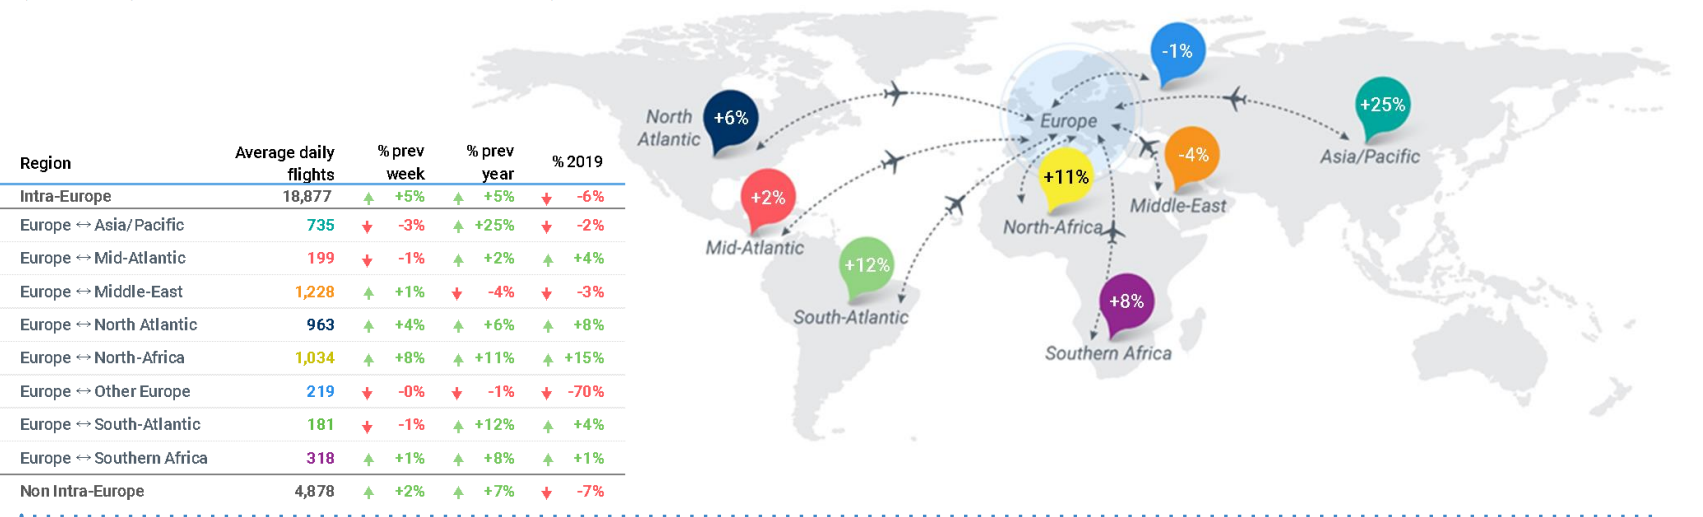 Region Average daily flights % prev week % prev year % 2019
Intra-Europe 18,877 +5% +5% -6%
Europe ↔ Asia/Pacific 735 -3% +25% -2%
Europe ↔ Mid-Atlantic 199 -1% +2% +4%
Europe ↔ Middle-East 1,228 +1% -4% -3%
Europe ↔ North Atlantic 963 +4% +6% +8%
Europe ↔ North-Africa 1,034 +8% +11% +15%
Europe ↔ Other Europe 219 -0% -1% -70%
Europe ↔ South-Atlantic 181 -1% +12% +4%
Europe ↔ Southern Africa 318 +1% +8% +1%
Non Intra-Europe 4,878 +2% +7% -7%
-1%
+6%
North
Atlantic
Europe
+25%
Asia/Pacific
-4%
Middle-East
+11%
North-Africa
+2%
Mid-Atlantic
+12%
South-Atlantic
+8%
Southern Africa